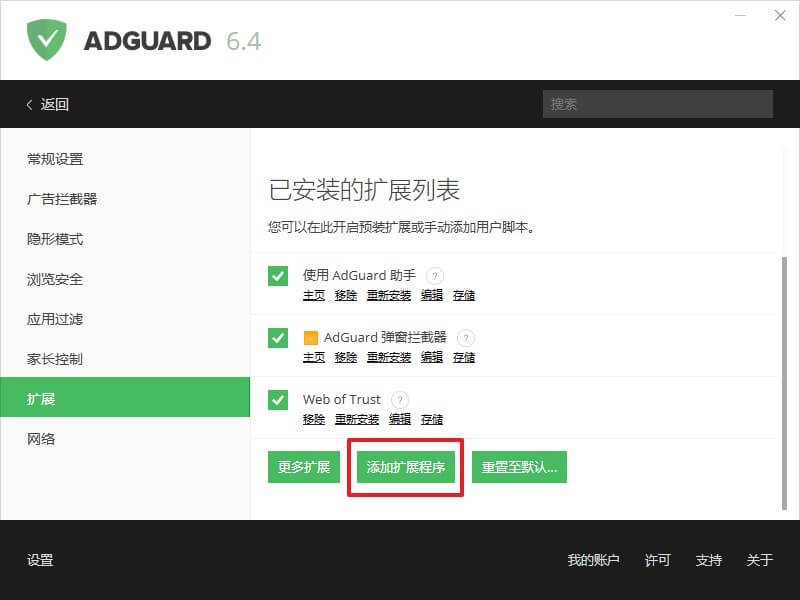 ADGUARD 6.4
返回
搜索
常规设置
广告拦截器
隐形模式
浏览安全
应用过滤
家长控制
扩展
网络
已安装的扩展列表
您可以在此开启预装扩展或手动添加用户脚本。
使用 AdGuard 助手 ?
主页 移除 重新安装 编辑 存储
AdGuard 弹窗拦截器 ?
主页 移除 重新安装 编辑 存储
Web of Trust ?
移除 重新安装 编辑 存储
更多扩展 添加扩展程序 重置至默认...
设置 我的账户 许可 支持 关于